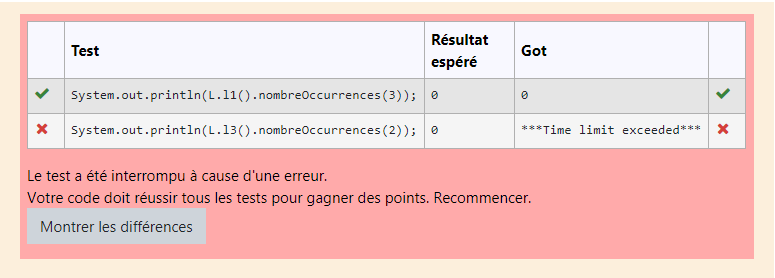 Test Résultat espéré Got
System.out.println(L.l1().nombreOccurrences(3)); 0 0
System.out.println(L.l3().nombreOccurrences(2)); 0 ***Time limit exceeded***
Le test a été interrompu à cause d'une erreur.
Votre code doit réussir tous les tests pour gagner des points. Recommencer.
Montrer les différences